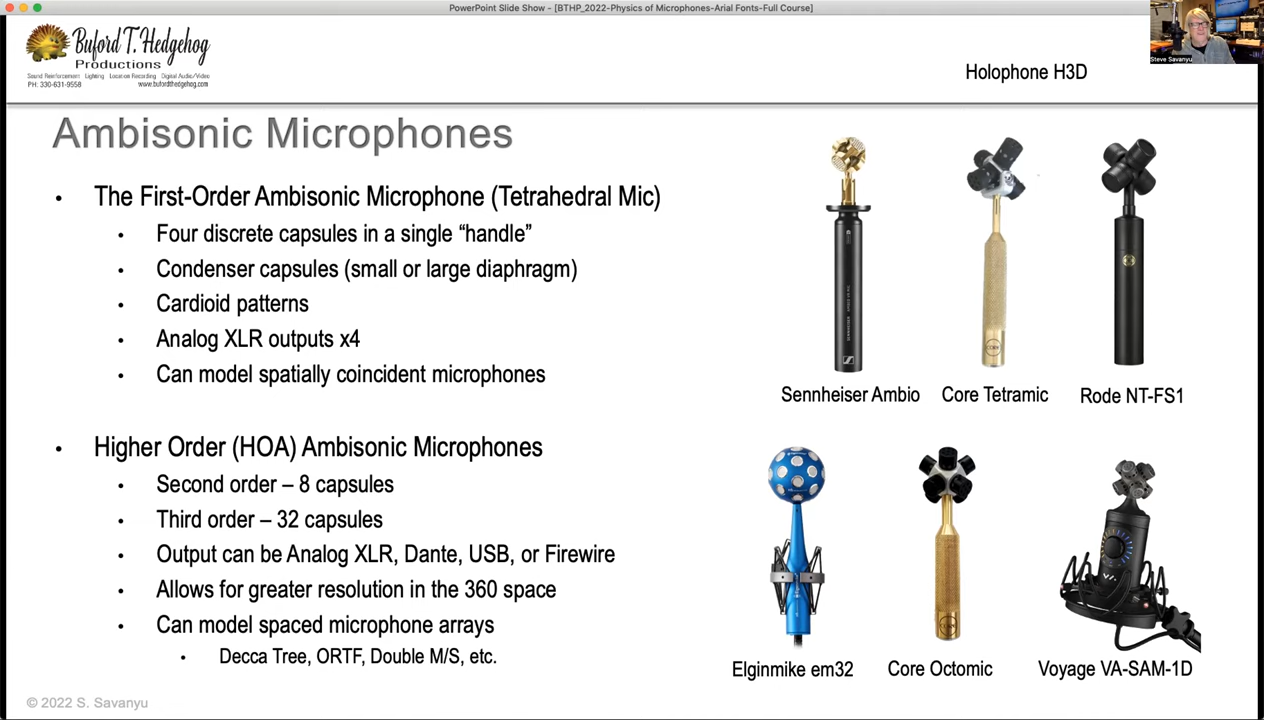 PowerPoint Slide Show - [BTHP_2022-Physics of Microphones-Arial Fonts-Full Course]
Buford T. Hedgehog
Productions
Sound Reinforcement Lighting Location Recording Digital Audio/Video
PH: 330-631-9558 www.bufordthedgehog.com
Steve Savanyu
Holophone H3D
Ambisonic Microphones
• The First-Order Ambisonic Microphone (Tetrahedral Mic)
• Four discrete capsules in a single “handle”
• Condenser capsules (small or large diaphragm)
• Cardioid patterns
• Analog XLR outputs x4
• Can model spatially coincident microphones
Sennheiser Ambio Core Tetramic Rode NT-FS1
• Higher Order (HOA) Ambisonic Microphones
• Second order – 8 capsules
• Third order – 32 capsules
• Output can be Analog XLR, Dante, USB, or Firewire
• Allows for greater resolution in the 360 space
• Can model spaced microphone arrays
• Decca Tree, ORTF, Double M/S, etc.
Elginmike em32 Core Octomic Voyage VA-SAM-1D
© 2022 S. Savanyu